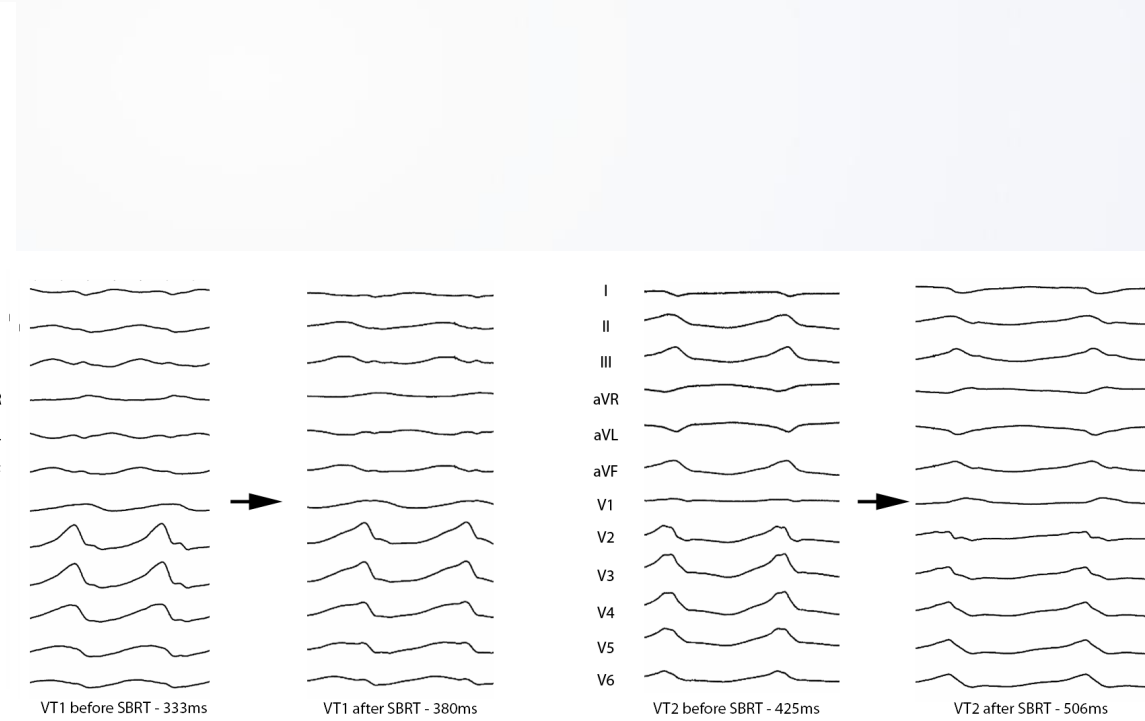 I
II
III
aVR
aVL
aVF
V1
V2
V3
V4
V5
V6
VT1 before SBRT - 333ms
VT1 after SBRT - 380ms
VT2 before SBRT - 425ms
VT2 after SBRT - 506ms